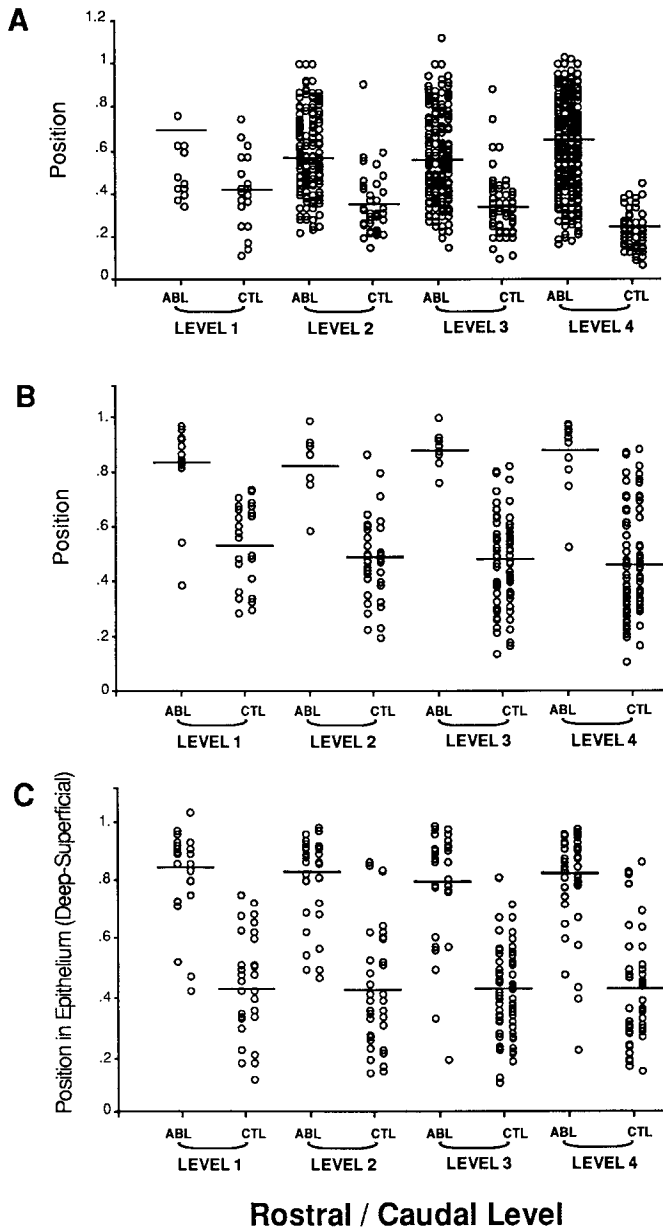 A
Position
1.2
1.
.8
.6
.4
.2
0
ABL CTL ABL CTL ABL CTL ABL CTL
LEVEL 1 LEVEL 2 LEVEL 3 LEVEL 4
B
Position
1.
.8
.6
.4
.2
0
ABL CTL ABL CTL ABL CTL ABL CTL
LEVEL 1 LEVEL 2 LEVEL 3 LEVEL 4
C
Position in Epithelium (Deep-Superficial)
1.
.8
.6
.4
.2
0
ABL CTL ABL CTL ABL CTL ABL CTL
LEVEL 1 LEVEL 2 LEVEL 3 LEVEL 4
Rostral / Caudal Level